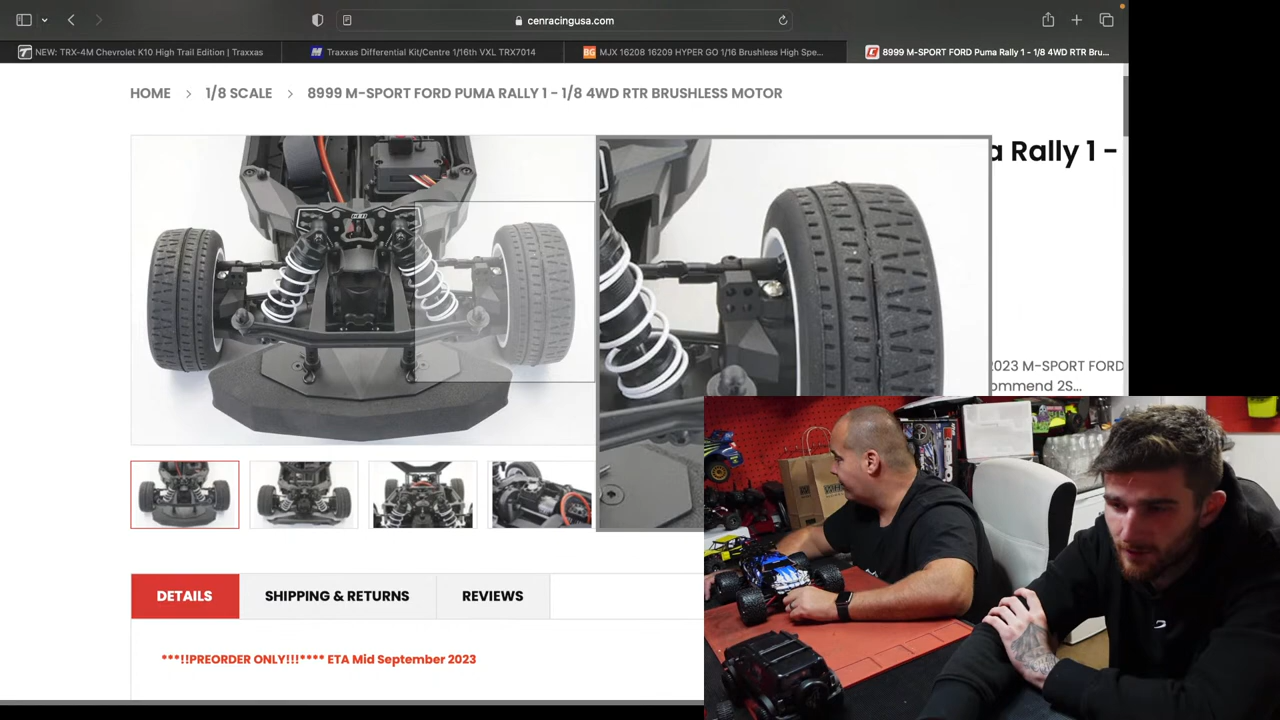 cenracingusa.com
NEW: TRX-4M Chevrolet K10 High Trail Edition | Traxxas
Traxxas Differential Kit/Centre 1/16th VXL TRX7014
BG
MJX 16208 16209 HYPER GO 1/16 Brushless High Spe...
8999 M-SPORT FORD Puma Rally 1 - 1/8 4WD RTR Bru...
HOME > 1/8 SCALE > 8999 M-SPORT FORD PUMA RALLY 1 - 1/8 4WD RTR BRUSHLESS MOTOR
a Rally 1 -
2023 M-SPORT FORD
ommend 2S...
DETAILS
SHIPPING & RETURNS
REVIEWS
***!!PREORDER ONLY!!!**** ETA Mid September 2023